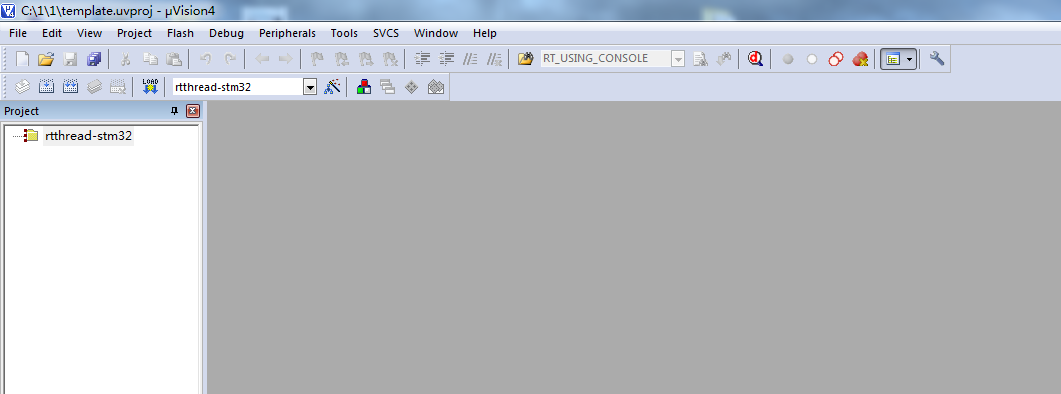 C:\1\1\template.uvproj - µVision4
File Edit View Project Flash Debug Peripherals Tools SVCS Window Help
RT_USING_CONSOLE
LOAD rtthread-stm32
Project
rtthread-stm32